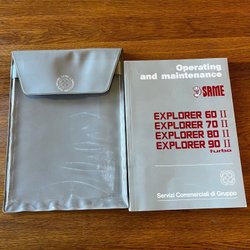 Operating
and maintenance
SAME
EXPLORER 60 II
EXPLORER 70 II
EXPLORER 80 II
EXPLORER 90 II
turbo
Servizi Commerciali di Gruppo